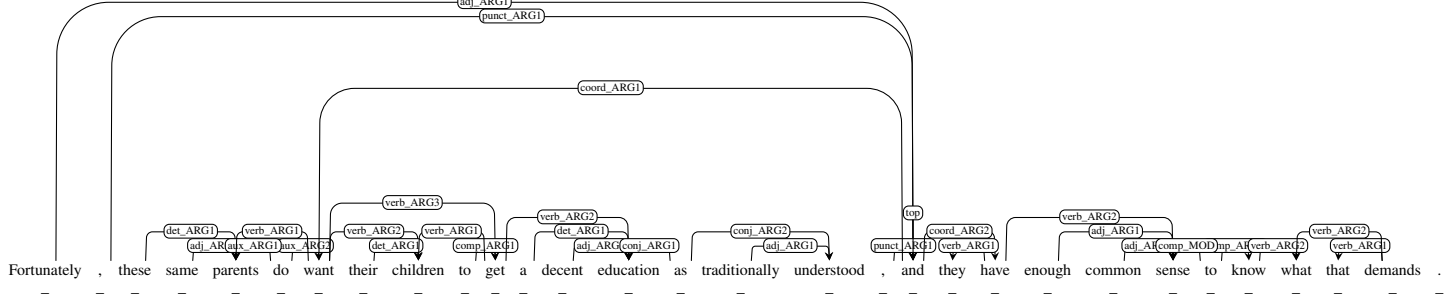 adj_ARG1
punct_ARG1
coord_ARG1
verb_ARG3
top
verb_ARG2 verb_ARG2
det_ARG1 verb_ARG1 verb_ARG2 verb_ARG1 det_ARG1 conj_ARG2 coord_ARG2 adj_ARG1 verb_ARG2
aux_ARG1 det_ARG1 comp_ARG1 conj_ARG1 adj_ARG1 punct_ARG1 verb_ARG1 comp_MOD verb_ARG2 verb_ARG1
Fortunately , these same parents do want their children to get a decent education as traditionally understood , and they have enough common sense to know what that demands .
_ _ _ _ _ _ _ _ _ _ _ _ _ _ _ _ _ _ _ _ _ _ _ _ _ _ _ _ _ _